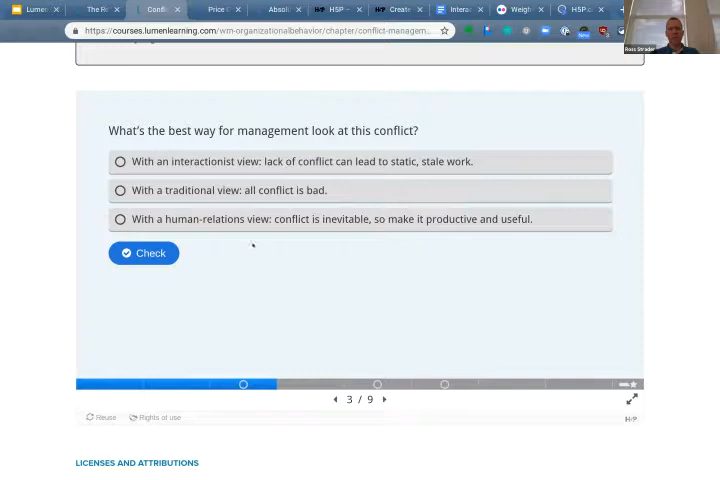 Lumen
The R
Confli
Price
Absol
H5P –
Create
Intera
Weigh
H5P.c
https://courses.lumenlearning.com/wm-organizationalbehavior/chapter/conflict-managem...
New
Ross Strader
What's the best way for management look at this conflict?
With an interactionist view: lack of conflict can lead to static, stale work.
With a traditional view: all conflict is bad.
With a human-relations view: conflict is inevitable, so make it productive and useful.
Check
3 / 9
Reuse
Rights of use
H5P
LICENSES AND ATTRIBUTIONS